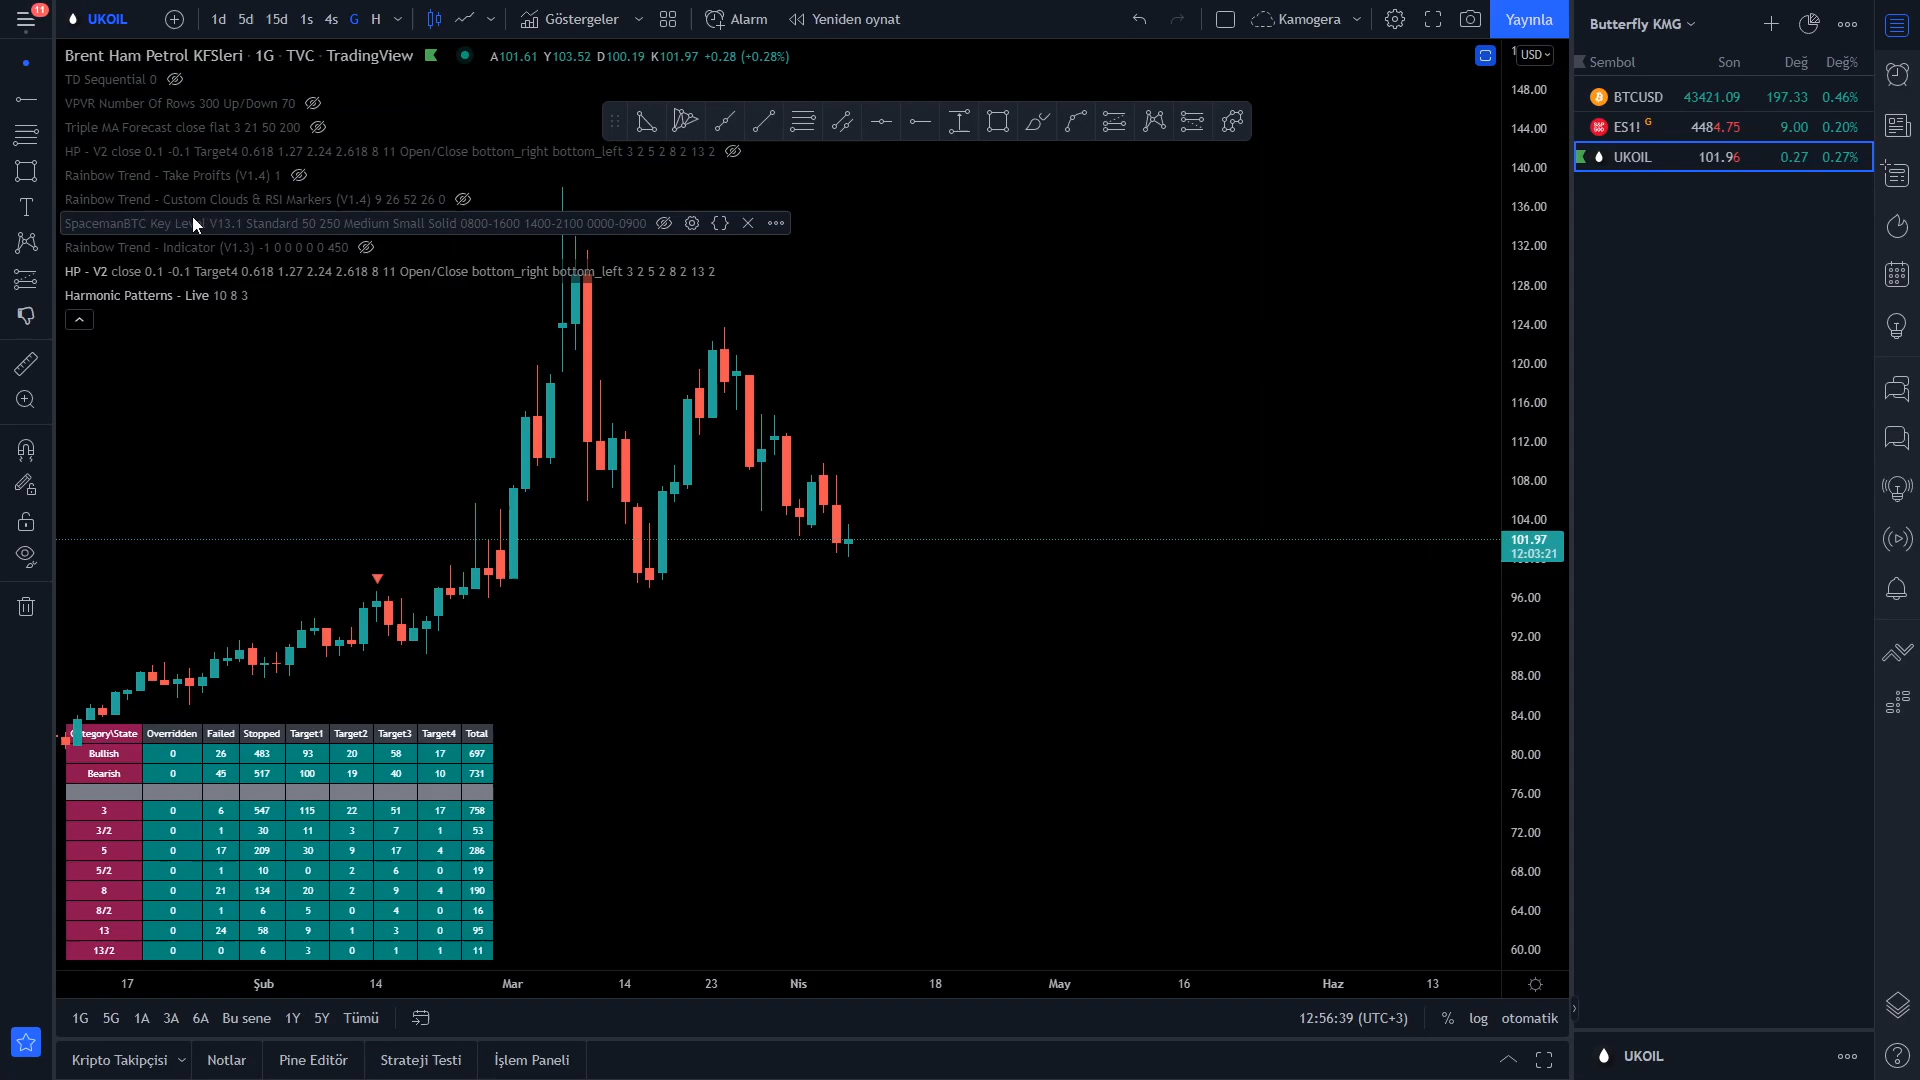 11
UKOIL
1d 5d 15d 1s 4s G H
Göstergeler
Alarm
Yeniden oynat
Kamogera
Yayınla
Butterfly KMG
Brent Ham Petrol KFSleri · 1G · TVC · TradingView
A101.61 Y103.52 D100.19 K101.97 +0.28 (+0.28%)
USD
TD Sequential 0
VPVR Number Of Rows 300 Up/Down 70
Triple MA Forecast close flat 3 21 50 200
HP - V2 close 0.1 -0.1 Target4 0.618 1.27 2.24 2.618 8 11 Open/Close bottom_right bottom_left 3 2 5 2 8 2 13 2
Rainbow Trend - Take Proifts (V1.4) 1
Rainbow Trend - Custom Clouds & RSI Markers (V1.4) 9 26 52 26 0
SpacemanBTC Key V13.1 Standard 50 250 Medium Small Solid 0800-1600 1400-2100 0000-0900
Rainbow Trend - Indicator (V1.3) -1 0 0 0 0 0 450
HP - V2 close 0.1 -0.1 Target4 0.618 1.27 2.24 2.618 8 11 Open/Close bottom_right bottom_left 3 2 5 2 8 2 13 2
Harmonic Patterns - Live 10 8 3
Sembol Son Değ Değ%
BTCUSD 43421.09 197.33 0.46%
ES1! G 4484.75 9.00 0.20%
UKOIL 101.96 0.27 0.27%
148.00
144.00
140.00
136.00
132.00
128.00
124.00
120.00
116.00
112.00
108.00
104.00
101.97
12:03:21
96.00
92.00
88.00
84.00
80.00
76.00
72.00
68.00
64.00
60.00
tegory\State Overridden Failed Stopped Target1 Target2 Target3 Target4 Total
Bullish 0 26 483 93 20 58 17 697
Bearish 0 45 517 100 19 40 10 731
3 0 6 547 115 22 51 17 758
3/2 0 1 30 11 3 7 1 53
5 0 17 209 30 9 17 4 286
5/2 0 1 10 0 2 6 0 19
8 0 21 134 20 2 9 4 190
8/2 0 1 6 5 0 4 0 16
13 0 24 58 9 1 3 0 95
13/2 0 0 6 3 0 1 1 11
17 Şub 14 Mar 14 23 Nis 18 May 16 Haz 13
1G 5G 1A 3A 6A Bu sene 1Y 5Y Tümü
12:56:39 (UTC+3) % log otomatik
Kripto Takipçisi Notlar Pine Editör Strateji Testi İşlem Paneli
UKOIL